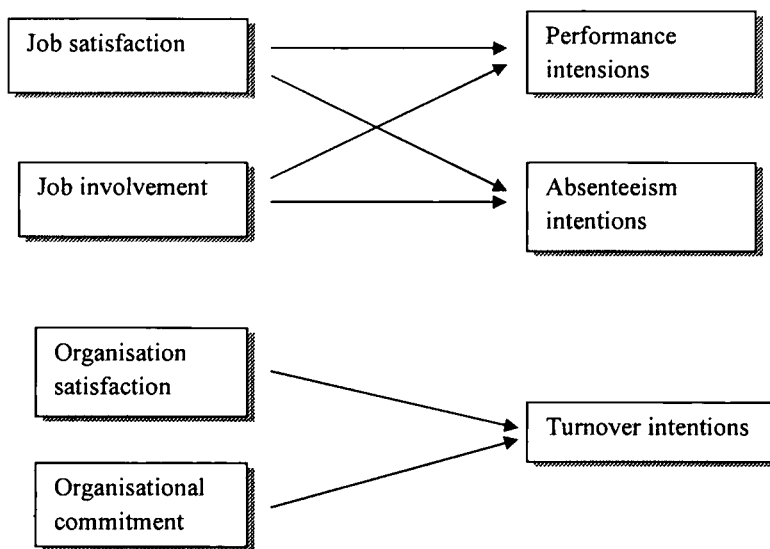 Job satisfaction
Performance
intensions
Job involvement
Absenteeism
intentions
Organisation
satisfaction
Turnover intentions
Organisational
commitment